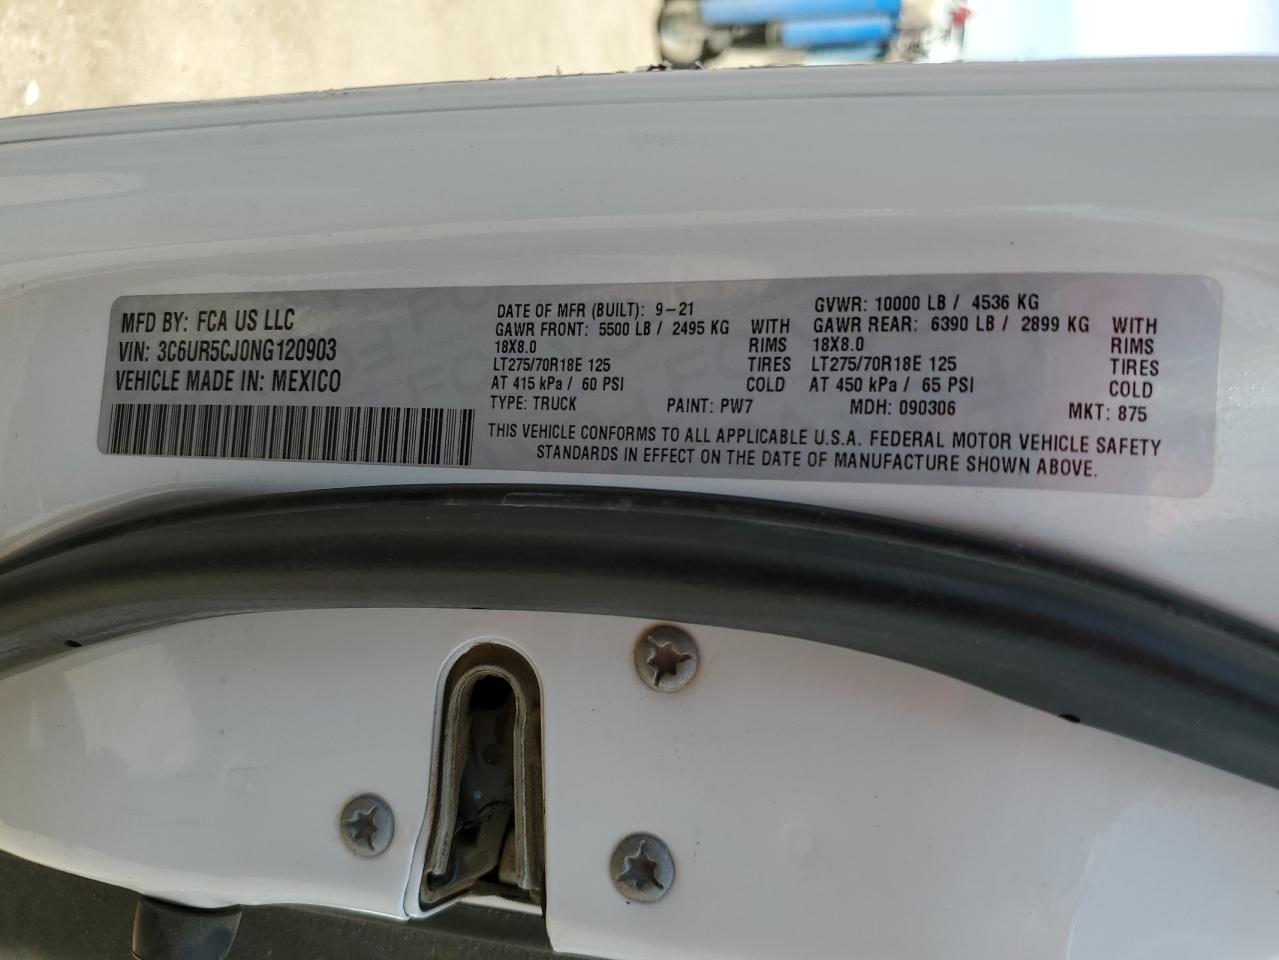 MFD BY: FCA US LLC
VIN: 3C6UR5CJ0NG120903
VEHICLE MADE IN: MEXICO
DATE OF MFR (BUILT): 9-21 GVWR: 10000 LB / 4536 KG
GAWR FRONT: 5500 LB / 2495 KG WITH GAWR REAR: 6390 LB / 2899 KG WITH
18X8.0 RIMS 18X8.0 RIMS
LT275/70R18E 125 TIRES LT275/70R18E 125 TIRES
AT 415 kPa / 60 PSI COLD AT 450 kPa / 65 PSI COLD
TYPE: TRUCK PAINT: PW7 MDH: 090306 MKT: 875
THIS VEHICLE CONFORMS TO ALL APPLICABLE U.S.A. FEDERAL MOTOR VEHICLE SAFETY
STANDARDS IN EFFECT ON THE DATE OF MANUFACTURE SHOWN ABOVE.